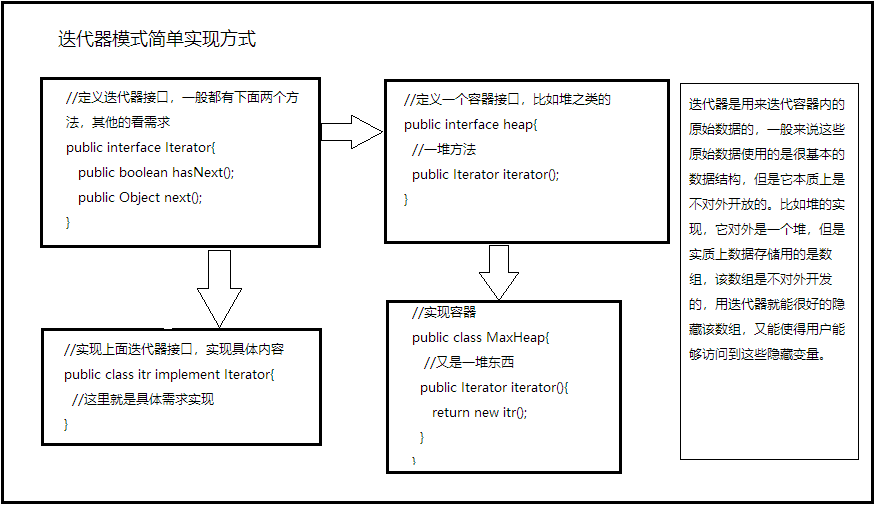 迭代器模式简单实现方式
//定义迭代器接口，一般都有下面两个方
法，其他的看需求
public interface Iterator{
public boolean hasNext();
public Object next();
}
//定义一个容器接口，比如堆之类的
public interface heap{
//一堆方法
public Iterator iterator();
}
//实现上面迭代器接口，实现具体内容
public class itr implement Iterator{
//这里就是具体需求实现
}
//实现容器
public class MaxHeap{
//又是一堆东西
public Iterator iterator(){
return new itr();
}
}
迭代器是用来迭代容器内的
原始数据的，一般来说这些
原始数据使用的是很基本的
数据结构，但是它本质上是
不对外开放的。比如堆的实
现，它对外是一个堆，但是
实质上数据存储用的是数
组，该数组是不对外开发
的，用迭代器就能很好的隐
藏该数组，又能使得用户能
够访问到这些隐藏变量。